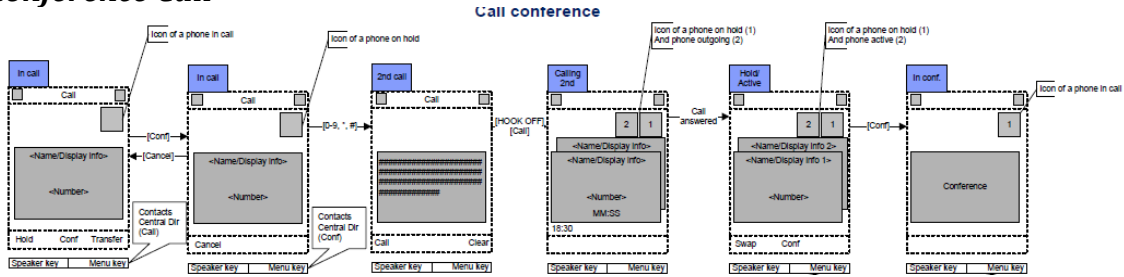 Call conference
Icon of a phone in call
Icon of a phone on hold
Icon of a phone on hold (1)
And phone outgoing (2)
Icon of a phone on hold (1)
And phone active (2)
Icon of a phone in call
In call
Call
<Name/Display Info>
<Number>
Hold Conf Transfer
Speaker key Menu key
[Conf]
[Cancel]
Contacts
Central Dir
(Call)
In call
Call
<Name/Display Info>
<Number>
Cancel
Speaker key Menu key
[0-9, *, #]
Contacts
Central Dir
(Conf)
2nd call
Call
Call Clear
Speaker key Menu key
[HOOK OFF]
[Call]
Calling
2nd
2 1
<Name/Display Info>
<Name/Display Info>
<Number>
MM:SS
18:30
Speaker key Menu key
Call
answered
Hold/
Active
2 1
<Name/Display Info 2>
<Name/Display Info 1>
<Number>
Swap Conf
Speaker key Menu key
[Conf]
In conf.
1
Conference
Speaker key Menu key